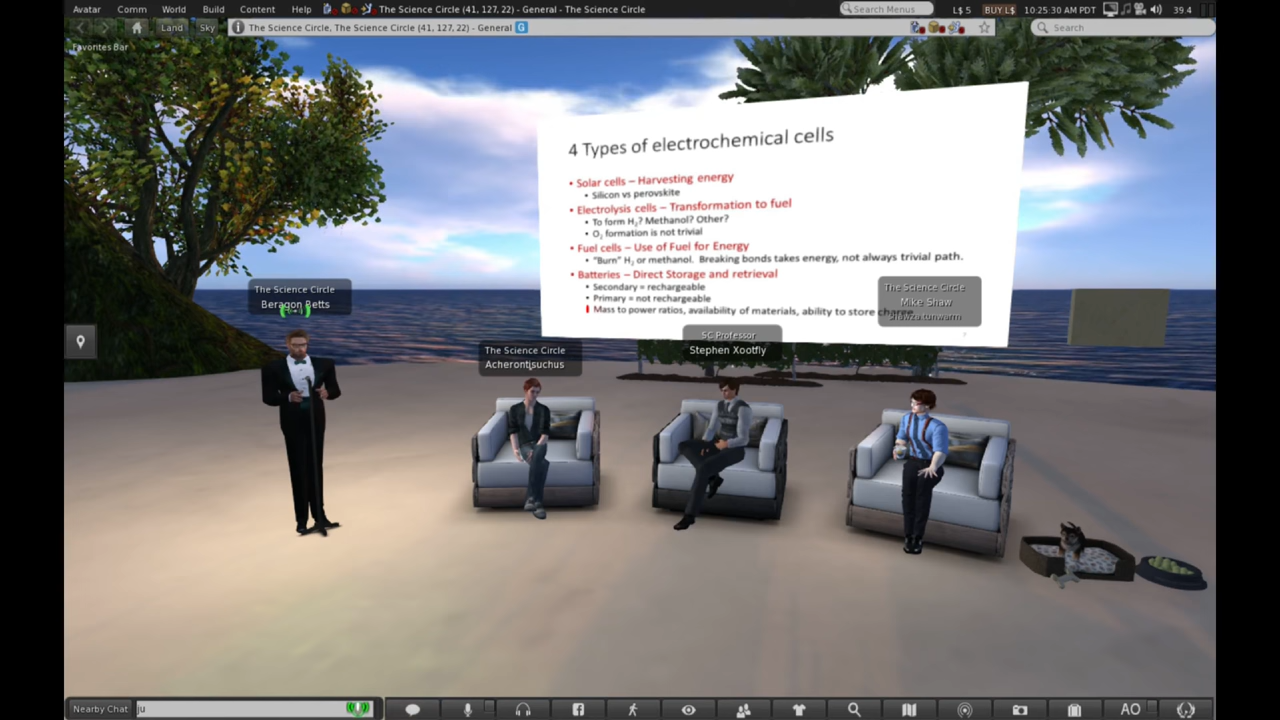 Avatar Comm World Build Content Help The Science Circle (41, 127, 22) - General - The Science Circle Search Menus L$ 5 BUY L$ 10:25:30 AM PDT 39.4
Land Sky The Science Circle, The Science Circle (41, 127, 22) - General G Search
Favorites Bar
4 Types of electrochemical cells
• Solar cells – Harvesting energy
• Silicon vs perovskite
• Electrolysis cells – Transformation to fuel
• To form H₂? Methanol? Other?
• O₂ formation is not trivial
• Fuel cells – Use of Fuel for Energy
• "Burn" H₂ or methanol. Breaking bonds takes energy, not always trivial path.
• Batteries – Direct Storage and retrieval
• Secondary = rechargeable
• Primary = not rechargeable
Mass to power ratios, availability of materials, ability to store charge
The Science Circle
Beragon Betts
The Science Circle
Acherontisuchus
SC Professor
Stephen Xootfly
The Science Circle
Mike Shaw
Nearby Chat ju
AO